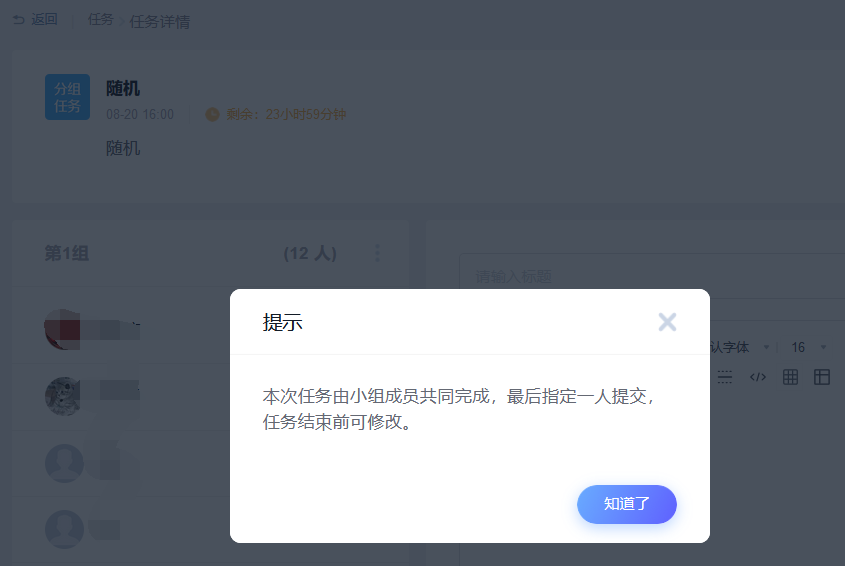 返回 任务 任务详情
分组
任务
随机
08-20 16:00 剩余：23小时59分钟
随机
第1组 (12 人)
请输入标题
提示
认字体 16
本次任务由小组成员共同完成，最后指定一人提交，
任务结束前可修改。
知道了